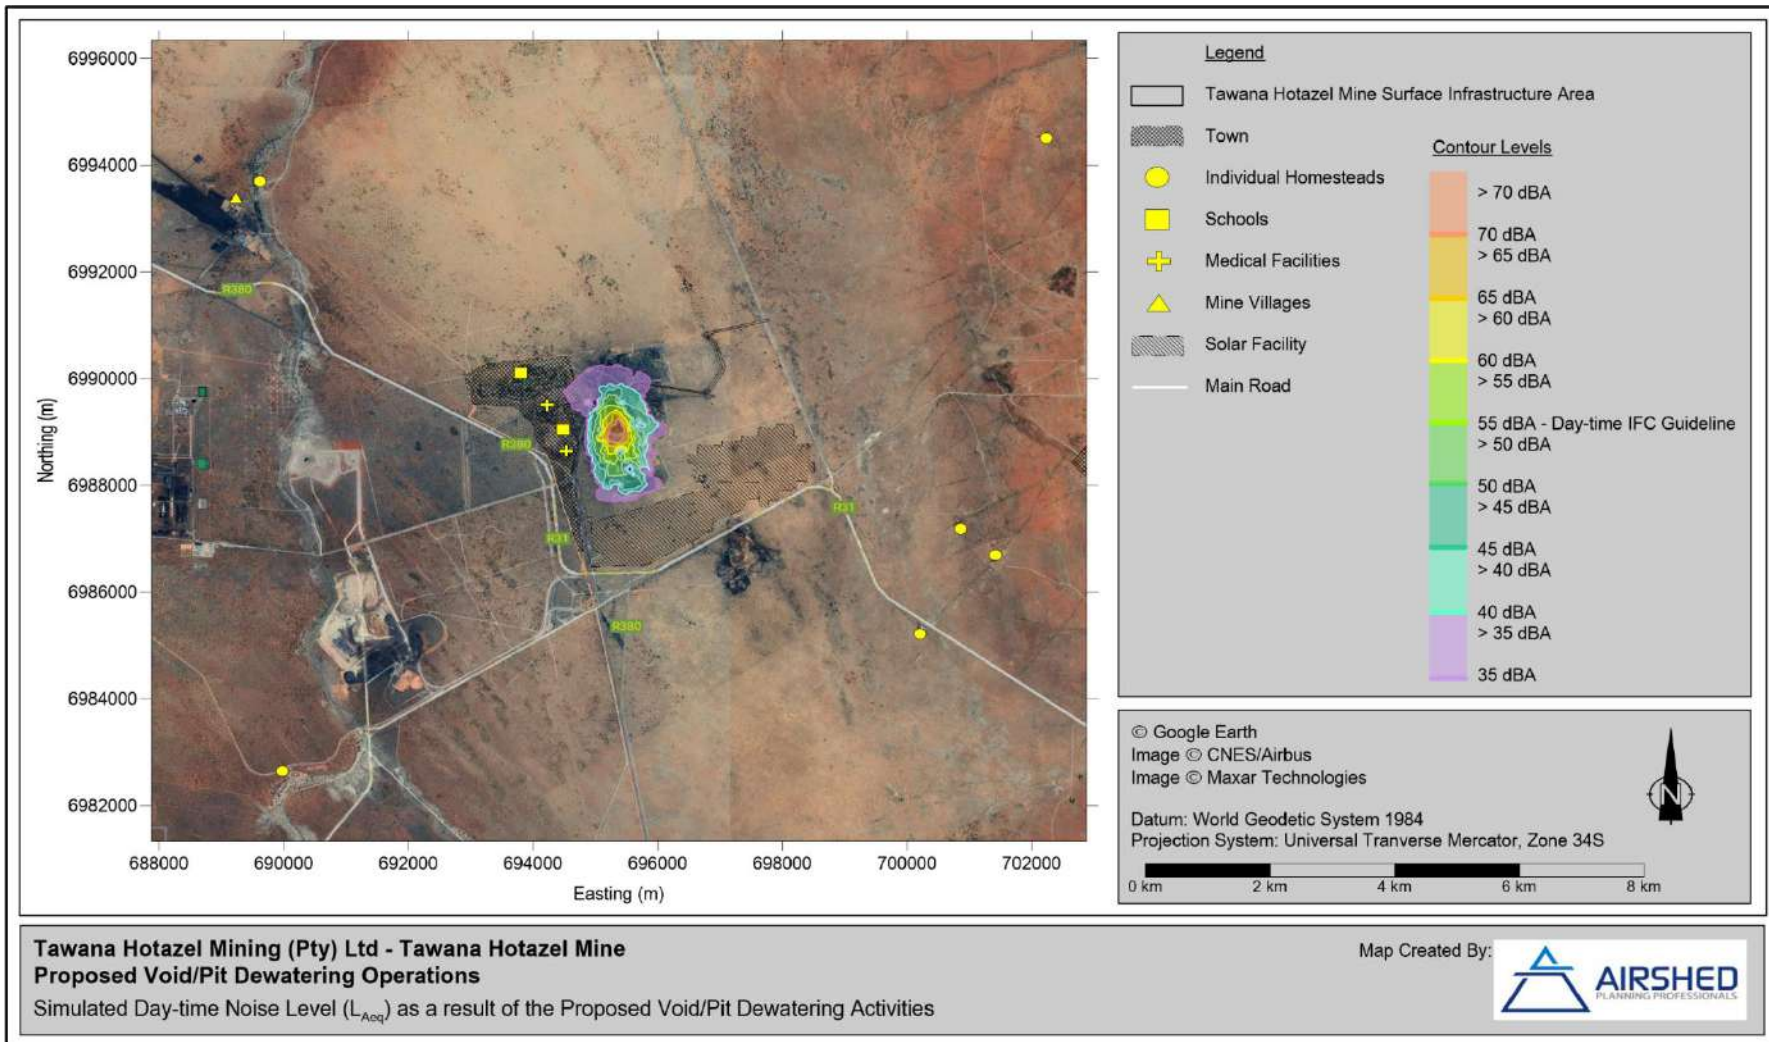 6996000
6994000
6992000
6990000
6988000
6986000
6984000
6982000
Northing (m)
688000
690000
692000
694000
696000
698000
700000
702000
Easting (m)
R380
R380
R31
R31
R380
Legend
Tawana Hotazel Mine Surface Infrastructure Area
Town
Individual Homesteads
Schools
Medical Facilities
Mine Villages
Solar Facility
Main Road
Contour Levels
> 70 dBA
70 dBA
> 65 dBA
65 dBA
> 60 dBA
60 dBA
> 55 dBA
55 dBA - Day-time IFC Guideline
> 50 dBA
50 dBA
> 45 dBA
45 dBA
> 40 dBA
40 dBA
> 35 dBA
35 dBA
© Google Earth
Image © CNES/Airbus
Image © Maxar Technologies
Datum: World Geodetic System 1984
Projection System: Universal Tranverse Mercator, Zone 34S
N
0 km
2 km
4 km
6 km
8 km
Tawana Hotazel Mining (Pty) Ltd - Tawana Hotazel Mine
Proposed Void/Pit Dewatering Operations
Simulated Day-time Noise Level (LAeq) as a result of the Proposed Void/Pit Dewatering Activities
Map Created By:
AIRSHED
PLANNING PROFESSIONALS